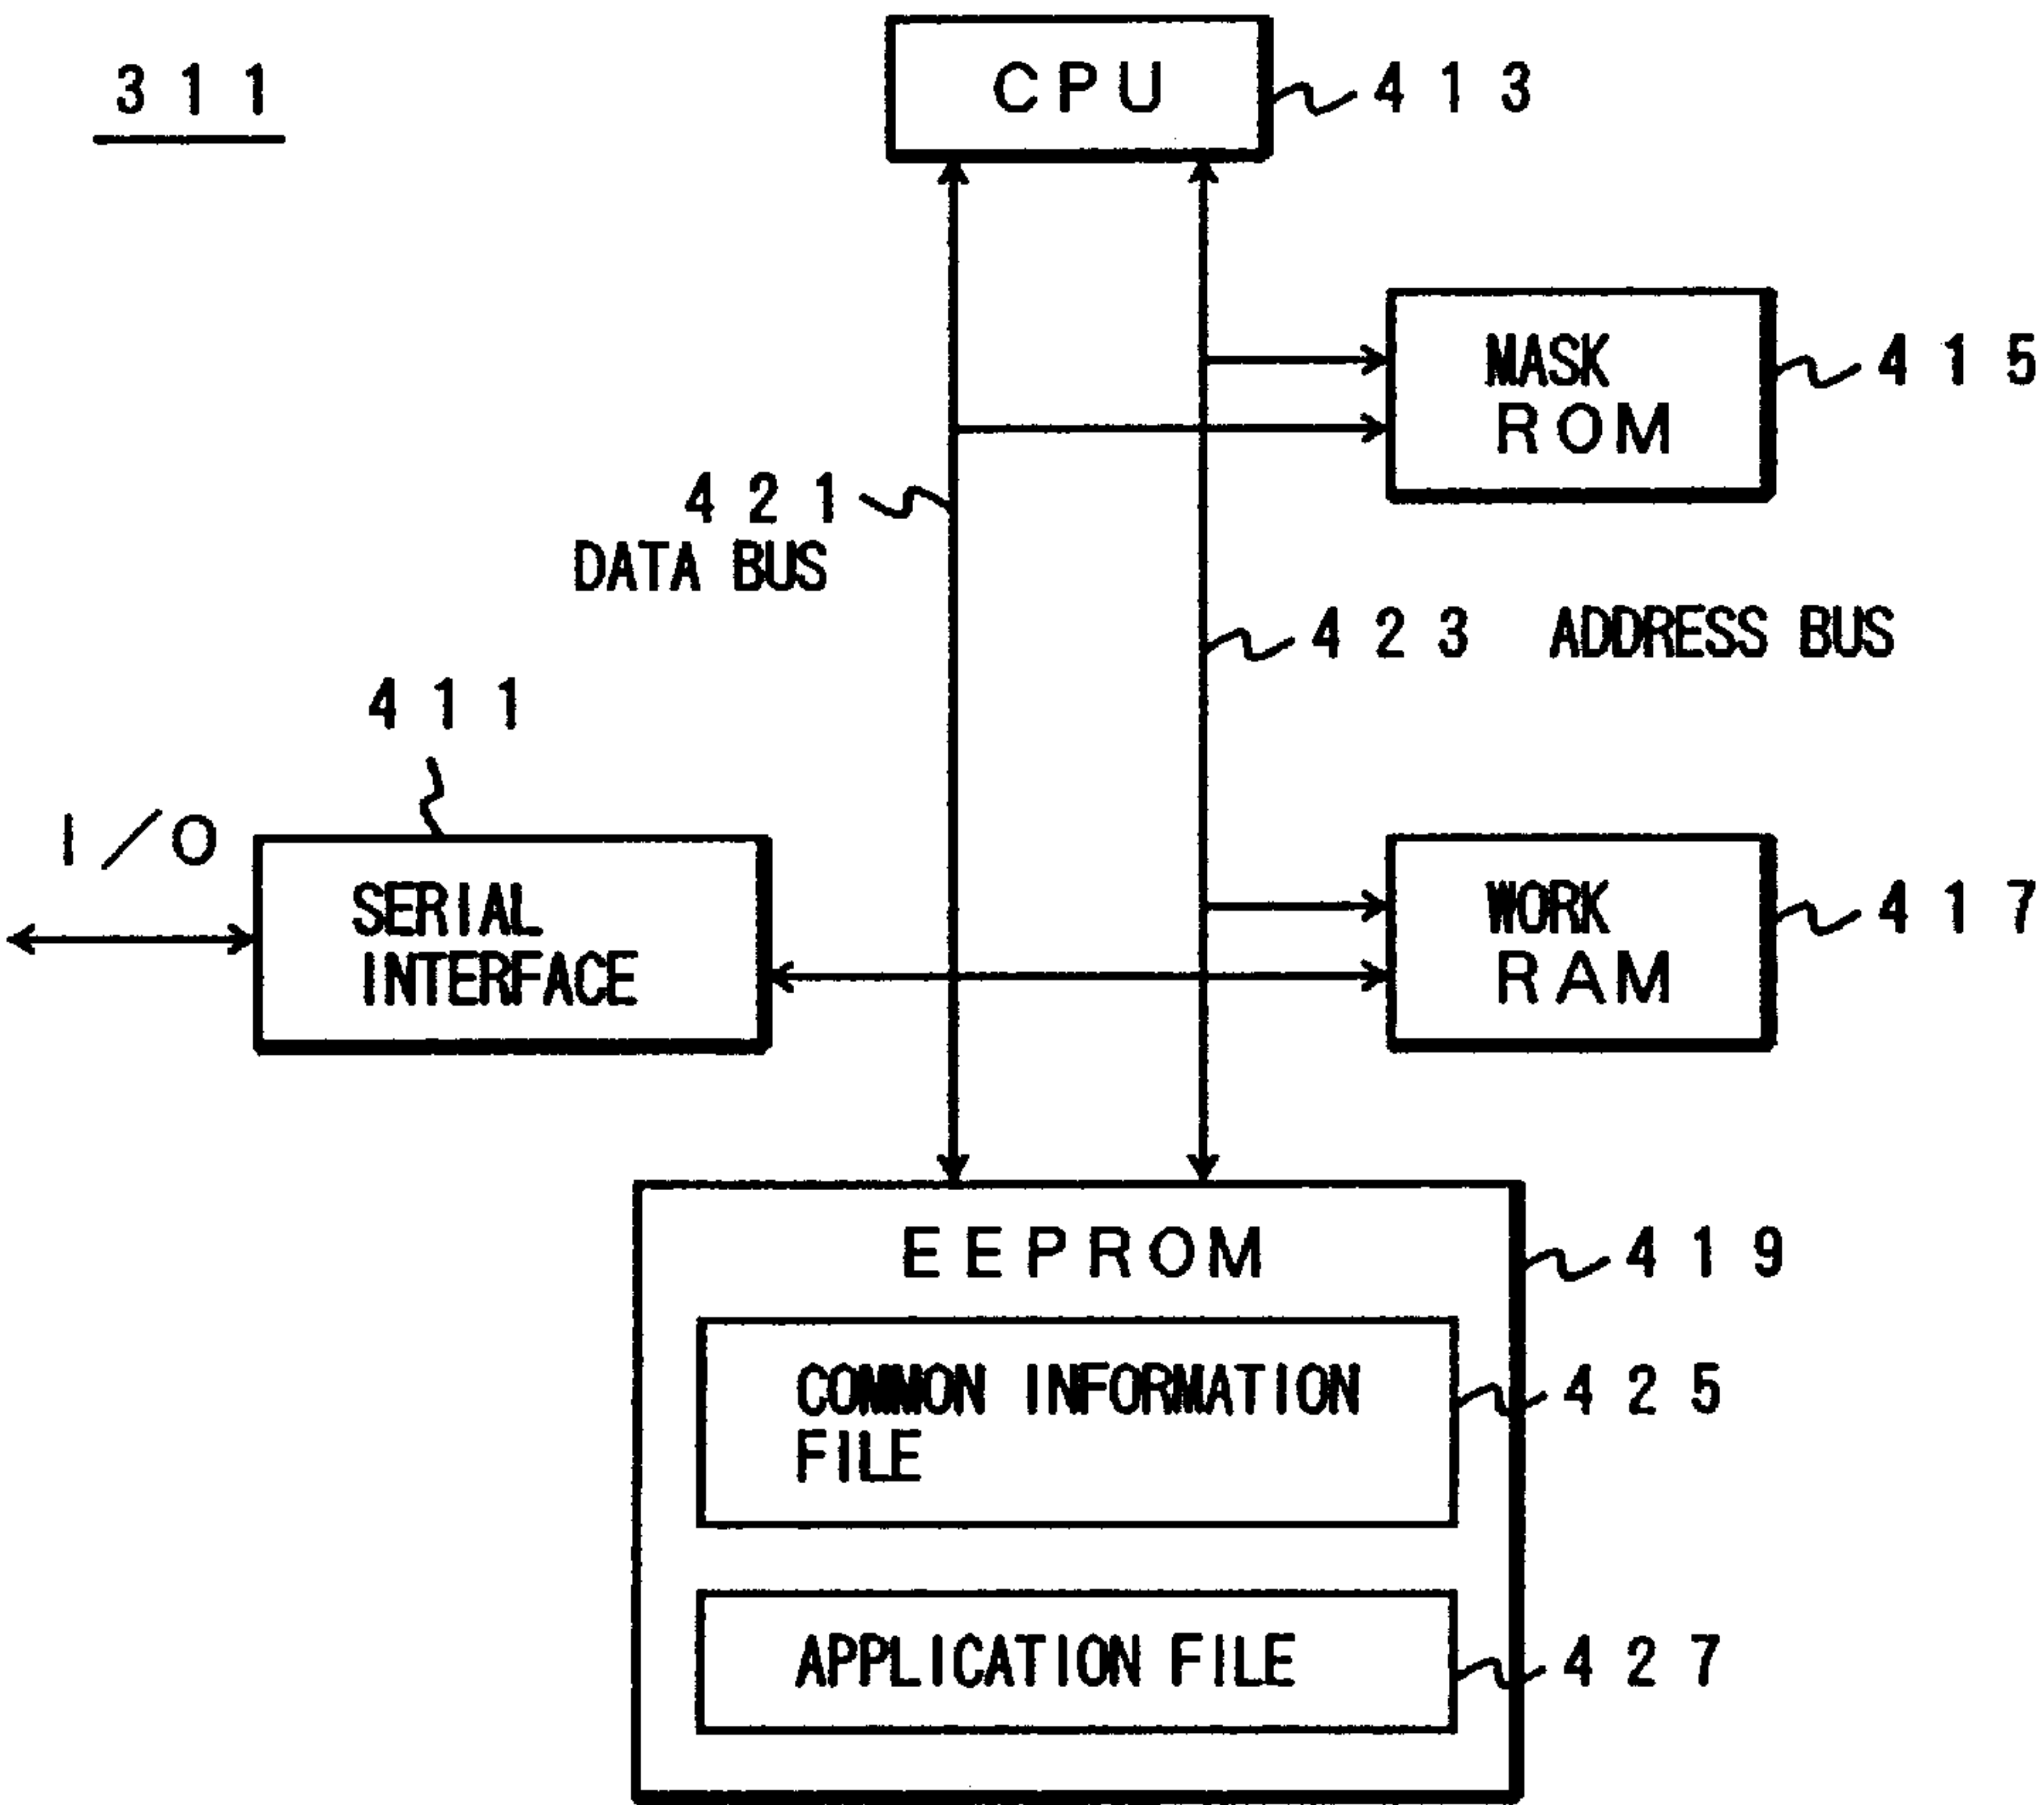 311
CPU
413
MASK
ROM
415
421
DATA BUS
423 ADDRESS BUS
411
I/O
SERIAL
INTERFACE
WORK
RAM
417
EEPROM
419
COMMON INFORMATION
FILE
425
APPLICATION FILE
427